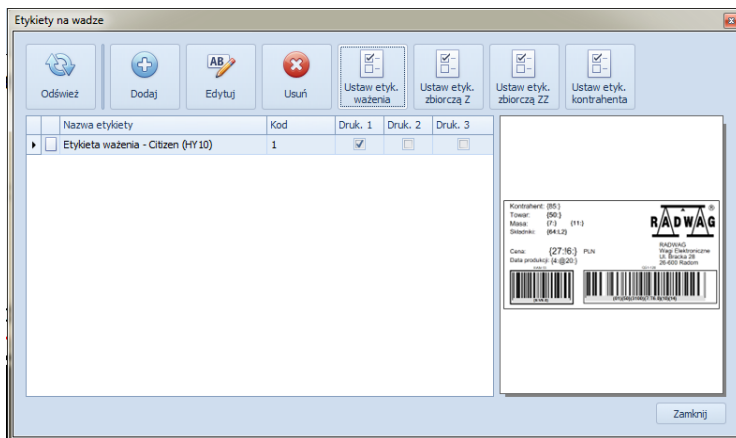 Etykiety na wadze
Odśwież
Dodaj
AB
Edytuj
Usuń
Ustaw etyk.
ważenia
Ustaw etyk.
zbiorczą Z
Ustaw etyk.
zbiorczą ZZ
Ustaw etyk.
kontrahenta
Nazwa etykiety Kod Druk. 1 Druk. 2 Druk. 3
Etykieta ważenia - Citizen (HY10) 1
Kontrahent: {85:}
Towar: {50:}
Masa: {7:} {11:}
Składniki: {64:L2}
Cena: {27:!6:} PLN
Data produkcji: {4:@20:}
RADWAG ®
RADWAG
Wagi Elektroniczne
Ul. Bracka 28
26-600 Radom
Zamknij